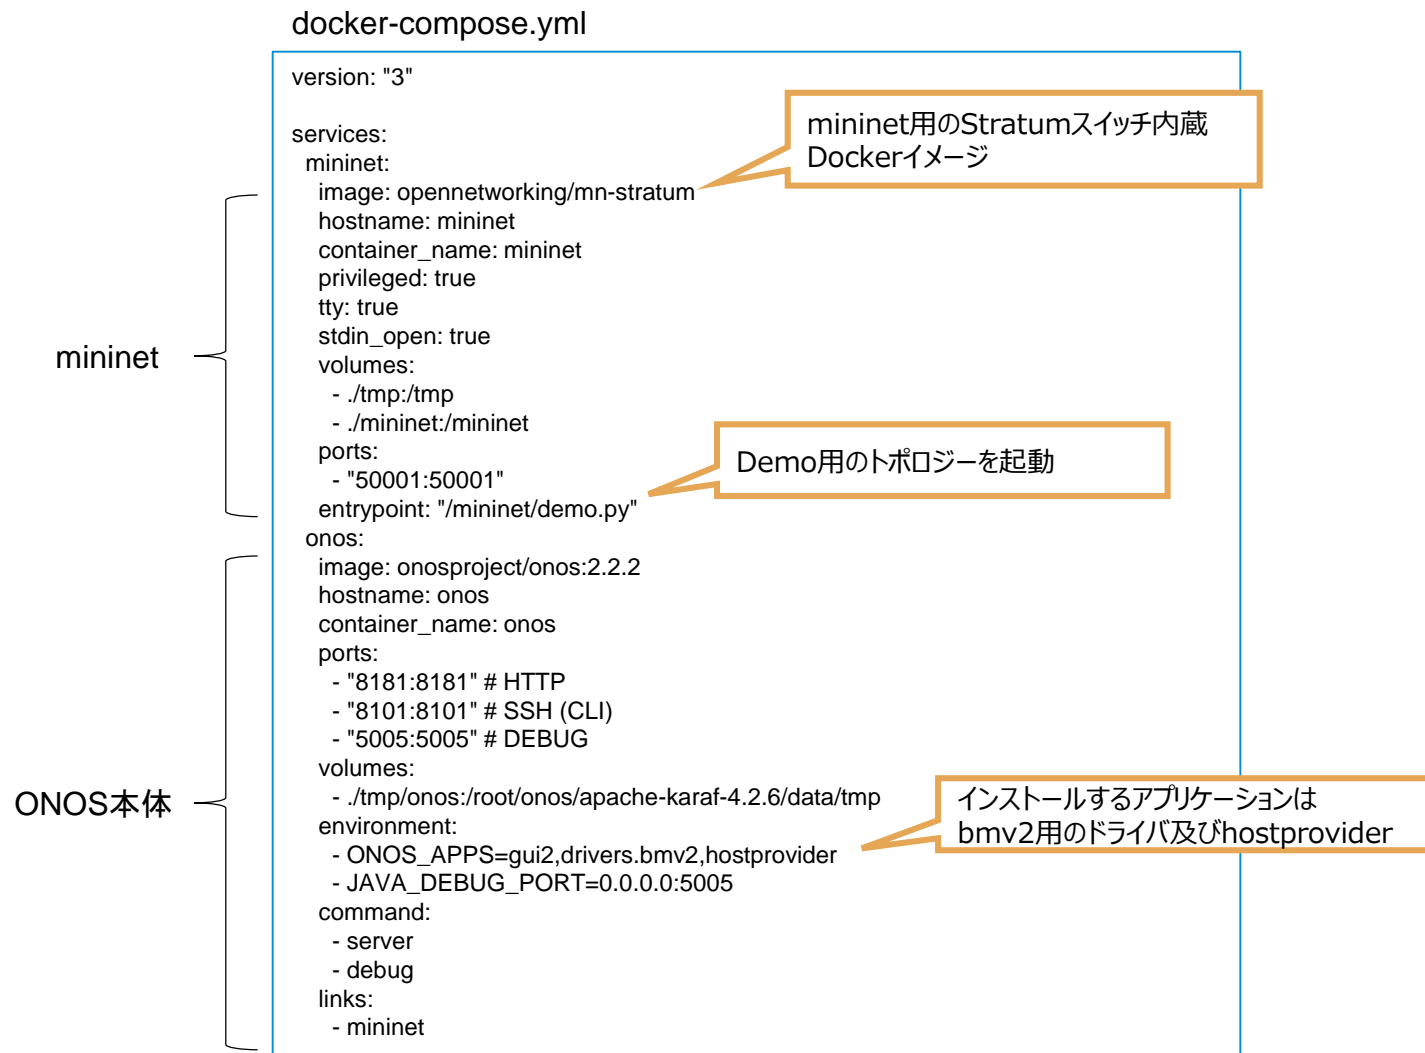 docker-compose.yml
version: "3"
services:
mininet:
image: opennetworking/mn-stratum
hostname: mininet
container_name: mininet
privileged: true
tty: true
stdin_open: true
volumes:
- ./tmp:/tmp
- ./mininet:/mininet
ports:
- "50001:50001"
entrypoint: "/mininet/demo.py"
onos:
image: onosproject/onos:2.2.2
hostname: onos
container_name: onos
ports:
- "8181:8181" # HTTP
- "8101:8101" # SSH (CLI)
- "5005:5005" # DEBUG
volumes:
- ./tmp/onos:/root/onos/apache-karaf-4.2.6/data/tmp
environment:
- ONOS_APPS=gui2,drivers.bmv2,hostprovider
- JAVA_DEBUG_PORT=0.0.0.0:5005
command:
- server
- debug
links:
- mininet
mininet用のStratumスイッチ内蔵
Dockerイメージ
Demo用のトポロジーを起動
インストールするアプリケーションは
bmv2用のドライバ及びhostprovider
mininet
ONOS本体